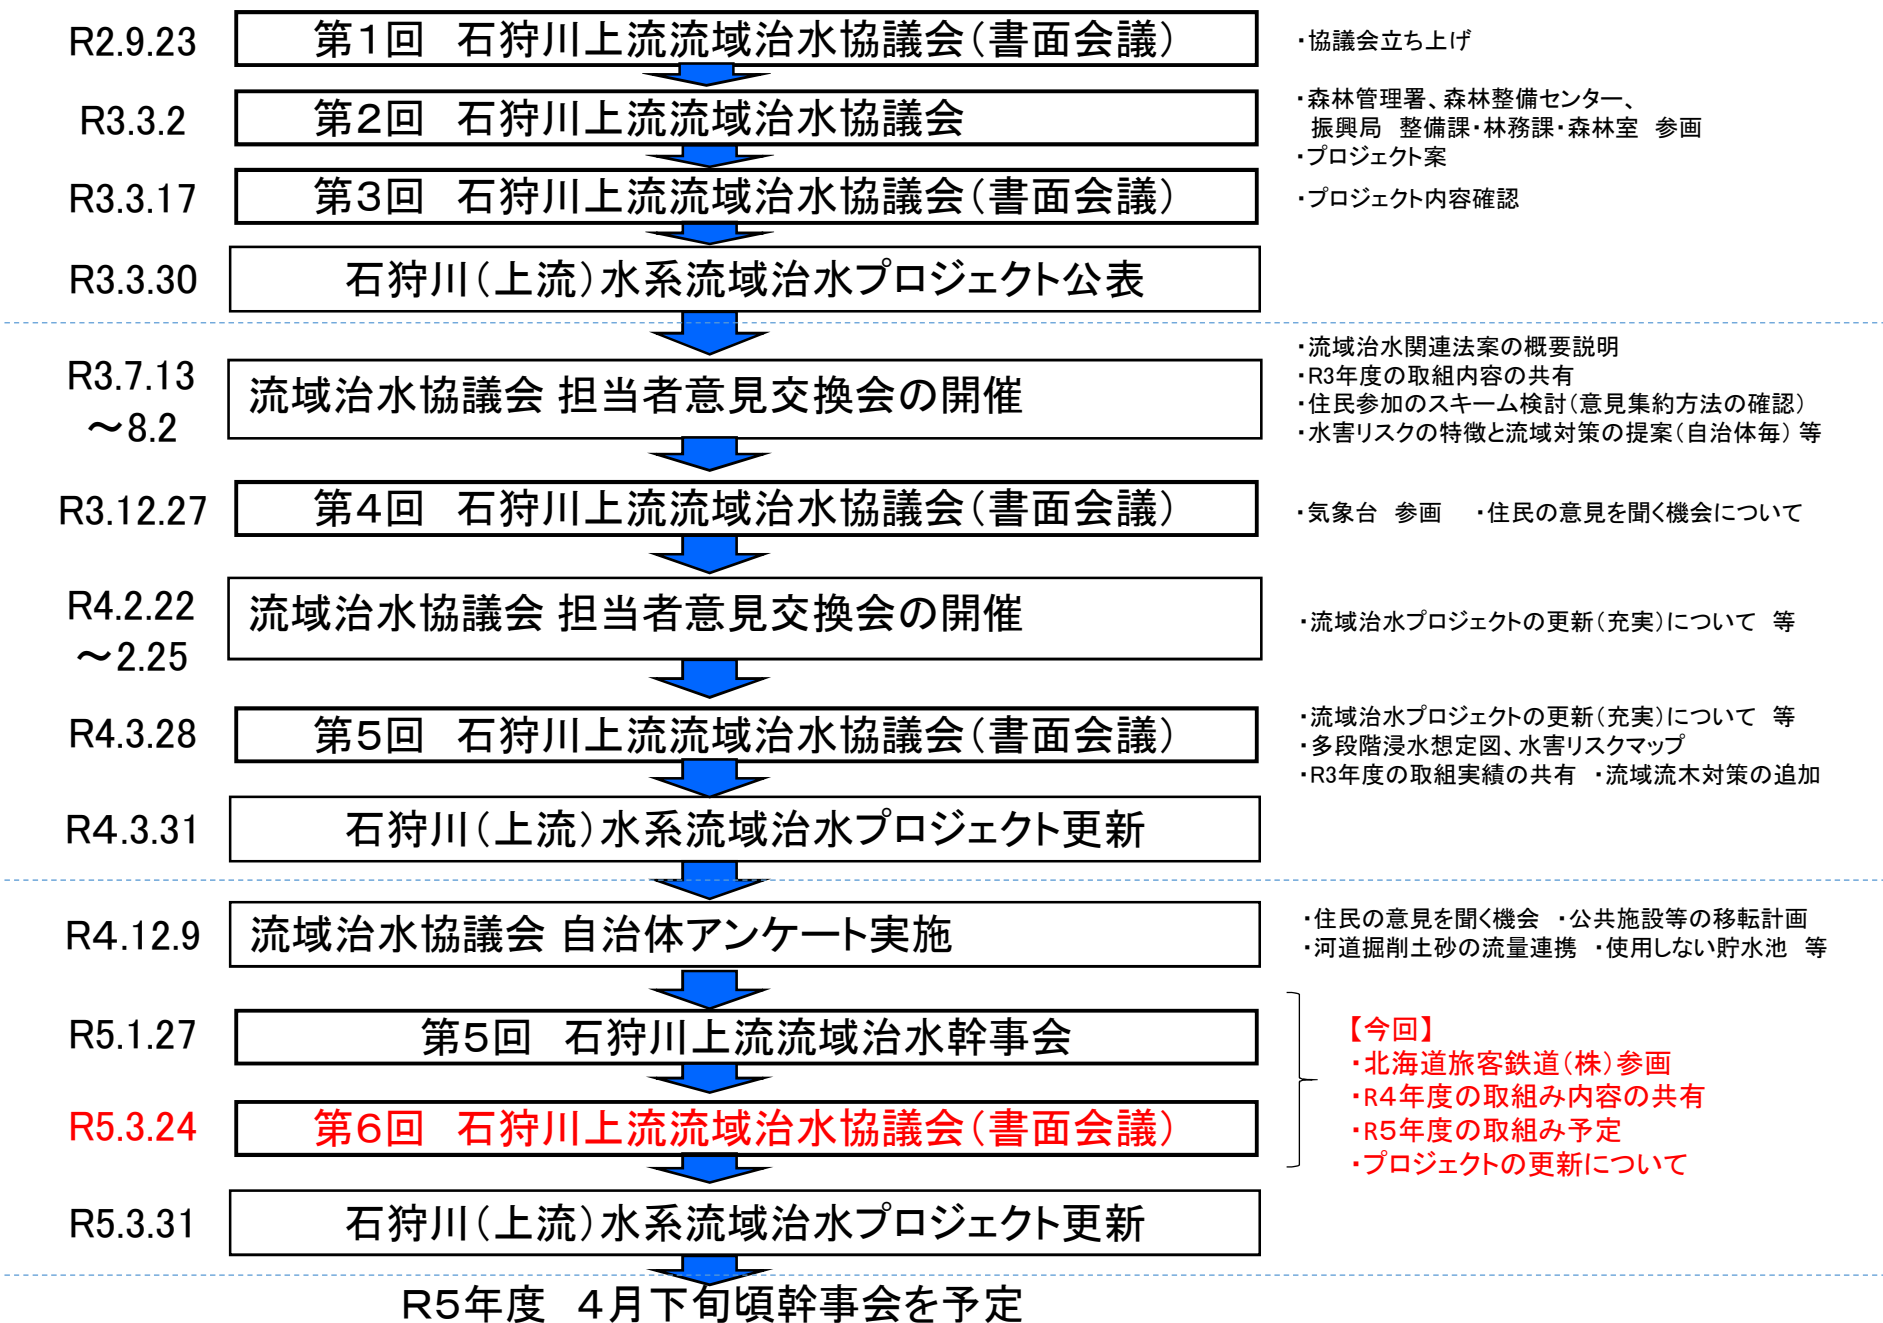 R2.9.23
第１回　石狩川上流流域治水協議会（書面会議）
・協議会立ち上げ
R3.3.2
第２回　石狩川上流流域治水協議会
・森林管理署、森林整備センター、
振興局　整備課・林務課・森林室　参画
・プロジェクト案
R3.3.17
第３回　石狩川上流流域治水協議会（書面会議）
・プロジェクト内容確認
R3.3.30
石狩川（上流）水系流域治水プロジェクト公表
R3.7.13
～8.2
流域治水協議会 担当者意見交換会の開催
・流域治水関連法案の概要説明
・R3年度の取組内容の共有
・住民参加のスキーム検討（意見集約方法の確認）
・水害リスクの特徴と流域対策の提案（自治体毎） 等
R3.12.27
第４回　石狩川上流流域治水協議会（書面会議）
・気象台　参画　・住民の意見を聞く機会について
R4.2.22
～2.25
流域治水協議会 担当者意見交換会の開催
・流域治水プロジェクトの更新（充実）について　等
R4.3.28
第５回　石狩川上流流域治水協議会（書面会議）
・流域治水プロジェクトの更新（充実）について　等
・多段階浸水想定図、水害リスクマップ
・R3年度の取組実績の共有　・流域流木対策の追加
R4.3.31
石狩川（上流）水系流域治水プロジェクト更新
R4.12.9
流域治水協議会 自治体アンケート実施
・住民の意見を聞く機会　・公共施設等の移転計画
・河道掘削土砂の流量連携　・使用しない貯水池　等
R5.1.27
第５回　石狩川上流流域治水幹事会
R5.3.24
第６回　石狩川上流流域治水協議会（書面会議）
【今回】
・北海道旅客鉄道（株）参画
・R４年度の取組み内容の共有
・R５年度の取組み予定
・プロジェクトの更新について
R5.3.31
石狩川（上流）水系流域治水プロジェクト更新
R５年度　４月下旬頃幹事会を予定